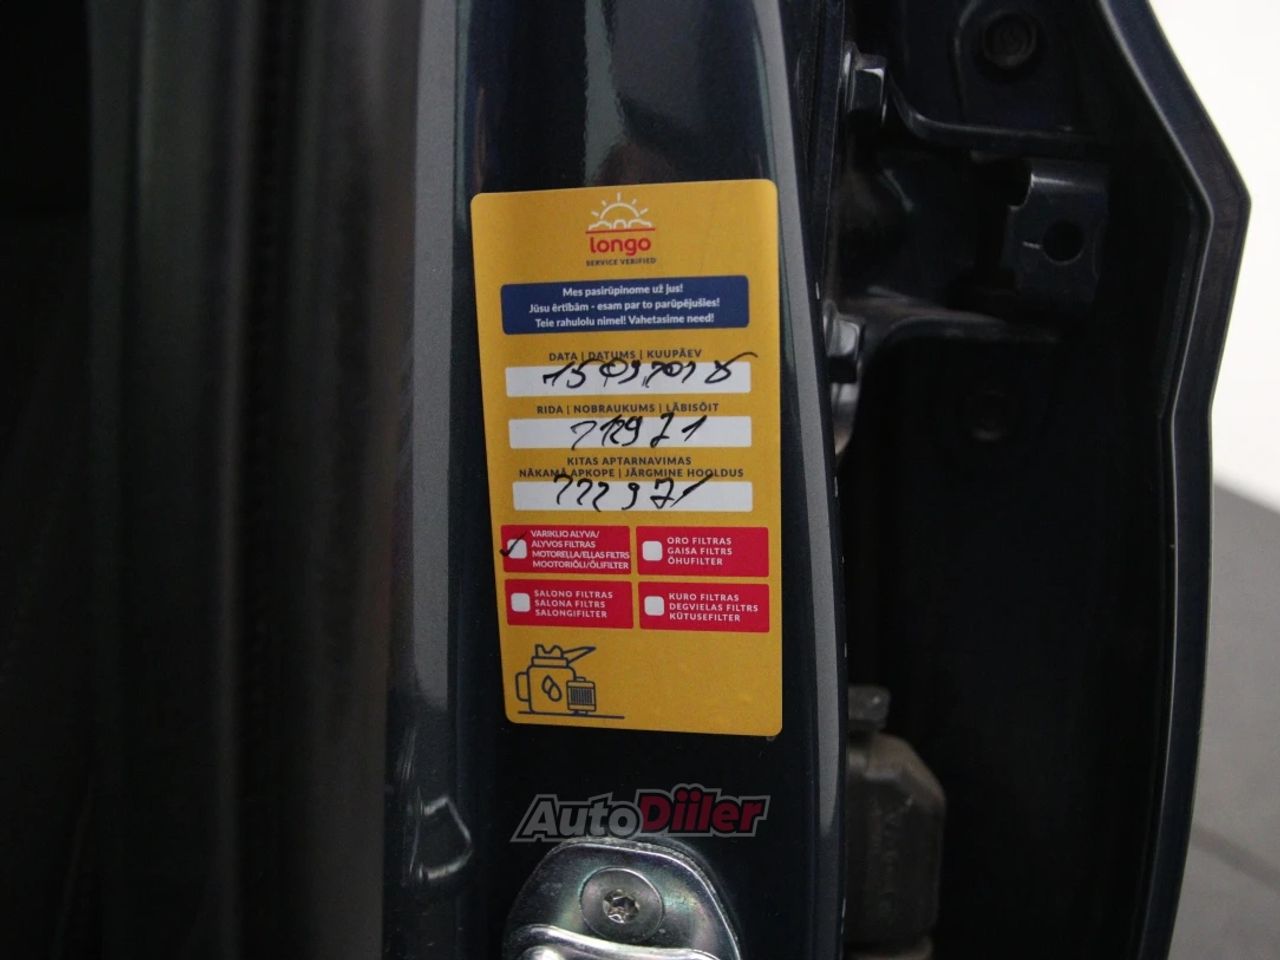 longo
SERVICE VERIFIED
Mes pasirūpinome už jus!
Jūsu ērtībām - esam par to parūpējušies!
Teie rahulolu nimel! Vahetasime need!
DATA | DATUMS | KUUPÄEV
RIDA | NOBRAUKUMS | LÄBISÕIT
KITAS APTARNAVIMAS
NĀKAMĀ APKOPE | JÄRGMINE HOOLDUS
VARIKLIO ALYVA/
ALYVOS FILTRAS
MOTOREĻĻA/EĻĻAS FILTRS
MOOTORIÕLI/ÕLIFILTER
ORO FILTRAS
GAISA FILTRS
ÕHUFILTER
SALONO FILTRAS
SALONA FILTRS
SALONGIFILTER
KURO FILTRAS
DEGVIELAS FILTRS
KÜTUSEFILTER
AutoDiiler